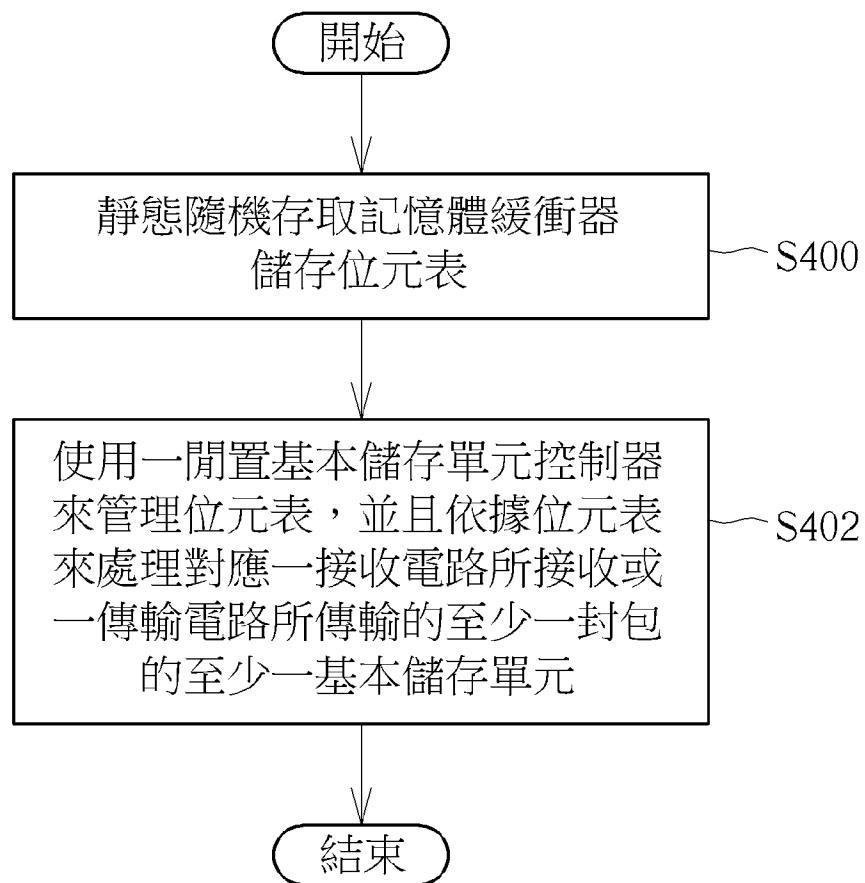 開始
靜態隨機存取記憶體緩衝器
儲存位元表
S400
使用一閒置基本儲存單元控制器
來管理位元表，並且依據位元表
來處理對應一接收電路所接收或
一傳輸電路所傳輸的至少一封包
的至少一基本儲存單元
S402
結束